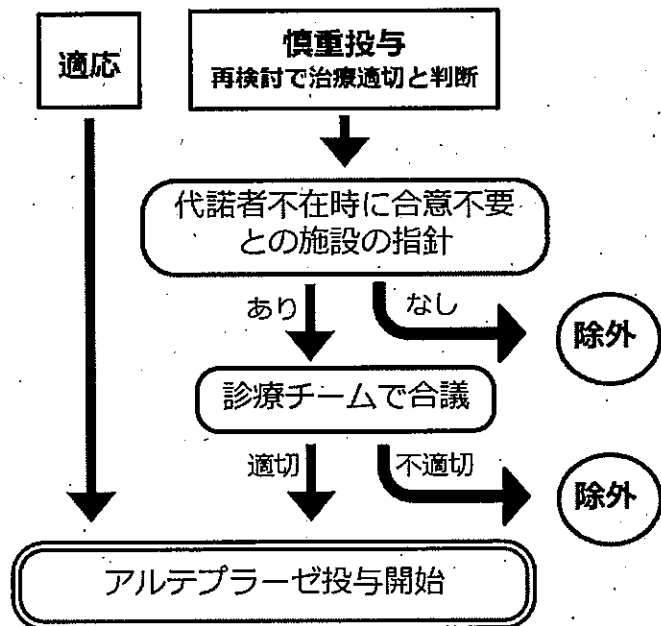 適応
慎重投与
再検討で治療適切と判断
代諾者不在時に合意不要
との施設の指針
あり
なし
除外
診療チームで合議
適切
不適切
除外
アルテプラーゼ投与開始